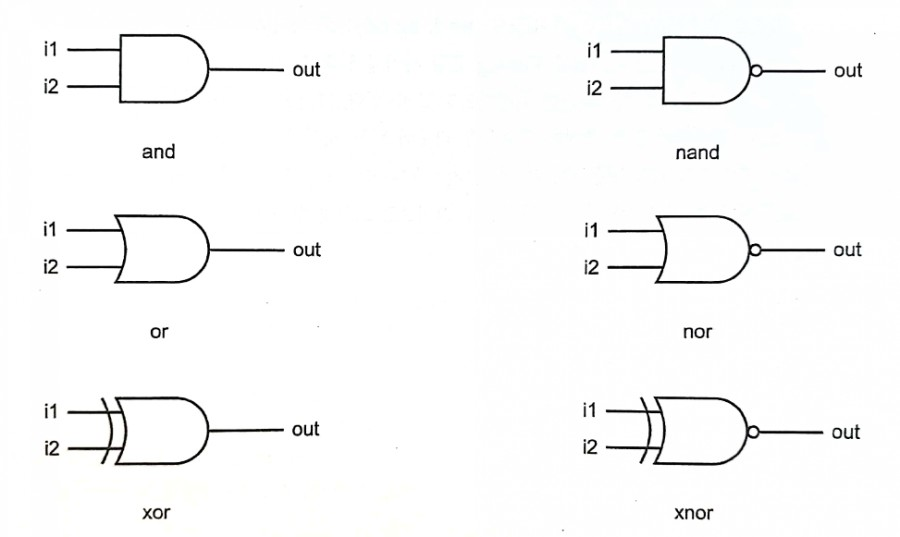 i1 i1
out out
i2 i2
and nand
i1 i1
out out
i2 i2
or nor
i1 i1
out out
i2 i2
xor xnor